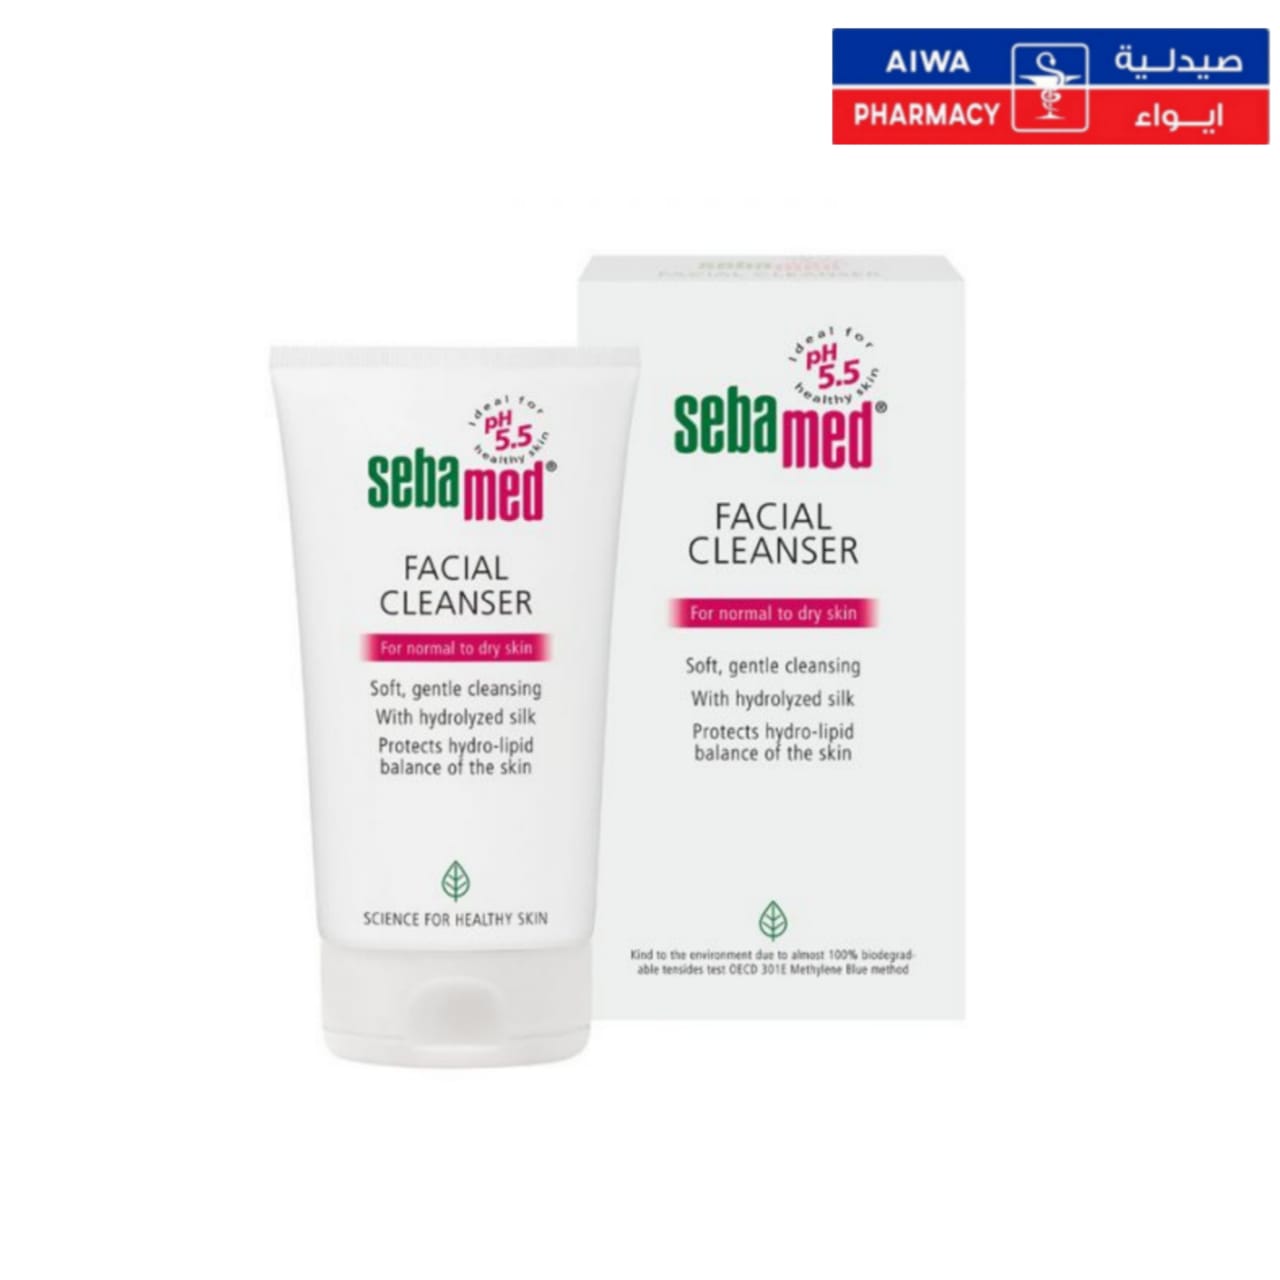 AIWA
PHARMACY
صيدلية
ايواء
Ideal for
pH
5.5
healthy skin
sebamed®
FACIAL
CLEANSER
For normal to dry skin
Soft, gentle cleansing
With hydrolyzed silk
Protects hydro-lipid
balance of the skin
SCIENCE FOR HEALTHY SKIN
sebamed
FACIAL CLEANSER
Ideal for
pH
5.5
healthy skin
sebamed®
FACIAL
CLEANSER
For normal to dry skin
Soft, gentle cleansing
With hydrolyzed silk
Protects hydro-lipid
balance of the skin
Kind to the environment due to almost 100% biodegrad-
able tensides test OECD 301E Methylene Blue method